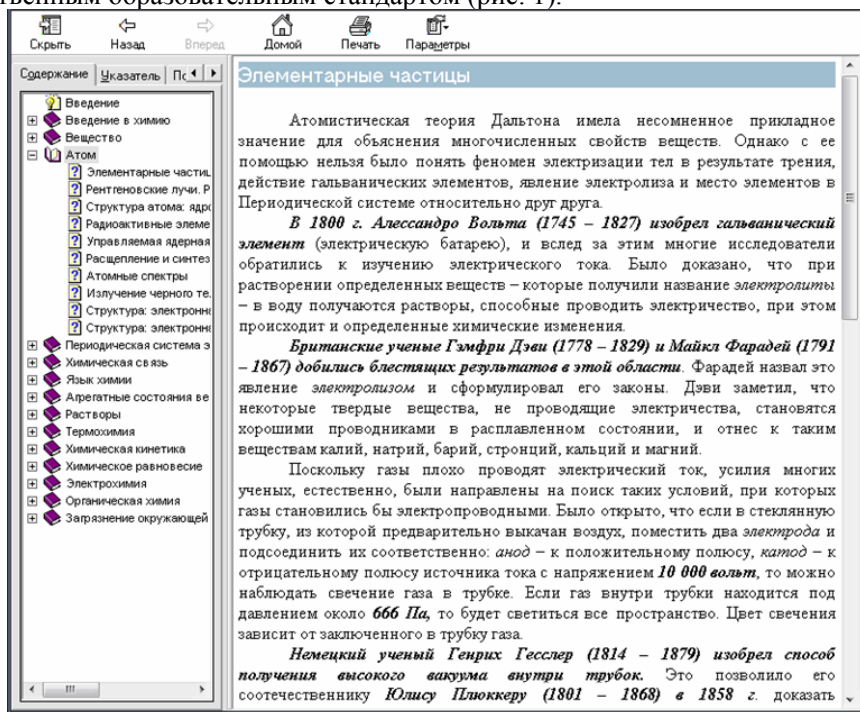 твенным образовательным стандартом (рис. 1).
Скрыть Назад Вперед Домой Печать Параметры
Содержание Указатель По
Введение
Введение в химию
Вещество
Атом
Элементарные частиц
Рентгеновские лучи. Р
Структура атома: ядро
Радиоактивные элеме
Управляемая ядерная
Расщепление и синтез
Атомные спектры
Излучение черного те.
Структура: электронн
Структура: электронн
Периодическая система э
Химическая связь
Язык химии
Агрегатные состояния ве
Растворы
Термохимия
Химическая кинетика
Химическое равновесие
Электрохимия
Органическая химия
Загрязнение окружающей
Элементарные частицы
Атомистическая теория Дальтона имела несомненное прикладное
значение для объяснения многочисленных свойств веществ. Однако с ее
помощью нельзя было понять феномен электризации тел в результате трения,
действие гальванических элементов, явление электролиза и место элементов в
Периодической системе относительно друг друга.
В 1800 г. Алессандро Вольта (1745 – 1827) изобрел гальванический
элемент (электрическую батарею), и вслед за этим многие исследователи
обратились к изучению электрического тока. Было доказано, что при
растворении определенных веществ – которые получили название электролиты
– в воду получаются растворы, способные проводить электричество, при этом
происходит и определенные химические изменения.
Британские ученые Гэмфри Дэви (1778 – 1829) и Майкл Фарадей (1791
– 1867) добились блестящих результатов в этой области. Фарадей назвал это
явление электролизом и сформулировал его законы. Дэви заметил, что
некоторые твердые вещества, не проводящие электричества, становятся
хорошими проводниками в расплавленном состоянии, и отнес к таким
веществам калий, натрий, барий, стронций, кальций и магний.
Поскольку газы плохо проводят электрический ток, усилия многих
ученых, естественно, были направлены на поиск таких условий, при которых
газы становились бы электропроводными. Было открыто, что если в стеклянную
трубку, из которой предварительно выкачан воздух, поместить два электрода и
подсоединить их соответственно: анод – к положительному полюсу, катод – к
отрицательному полюсу источника тока с напряжением 10 000 вольт, то можно
наблюдать свечение газа в трубке. Если газ внутри трубки находится под
давлением около 666 Па, то будет светиться все пространство. Цвет свечения
зависит от заключенного в трубку газа.
Немецкий ученый Генрих Гесслер (1814 – 1879) изобрел способ
получения высокого вакуума внутри трубок. Это позволило его
соотечественнику Юлису Плюккеру (1801 – 1868) в 1858 г. доказать